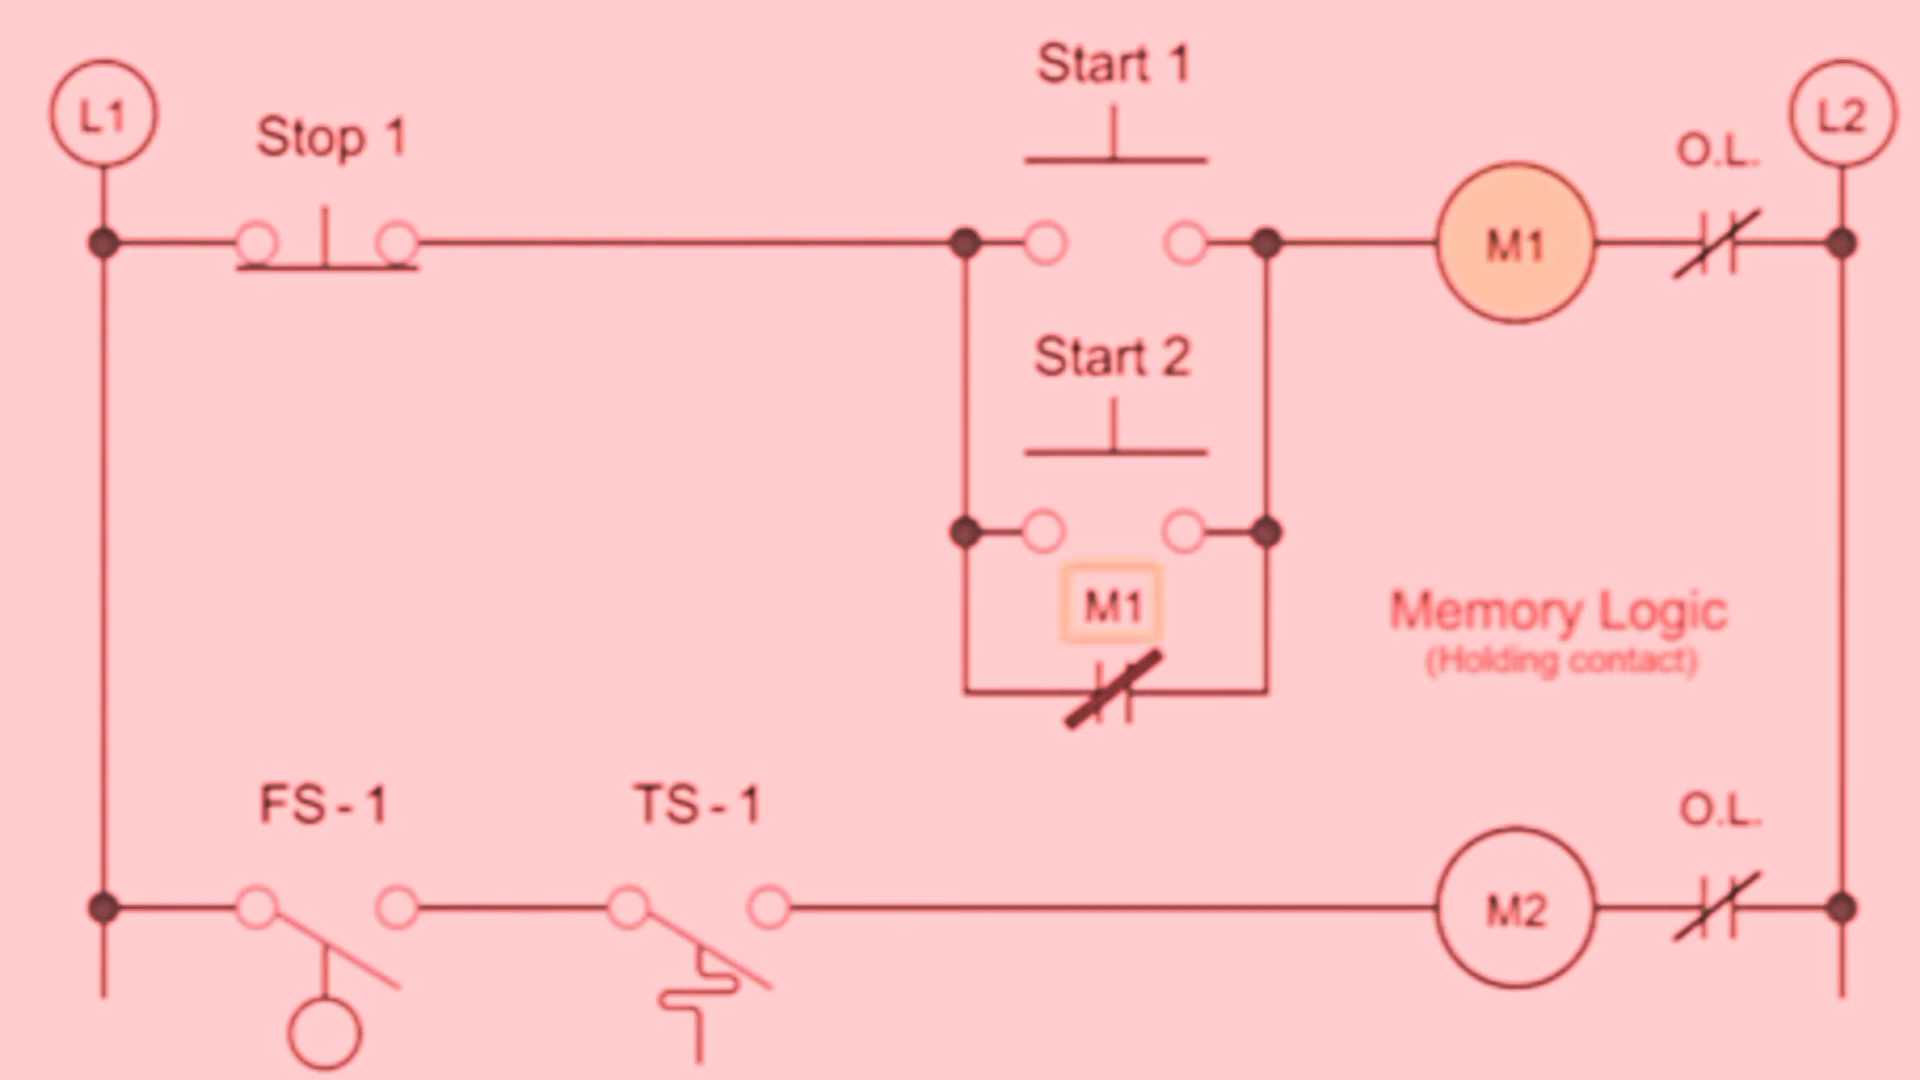 Start 1
L1
L2
Stop 1
O.L.
M1
Start 2
M1
Memory Logic
(Holding contact)
FS - 1
TS - 1
O.L.
M2